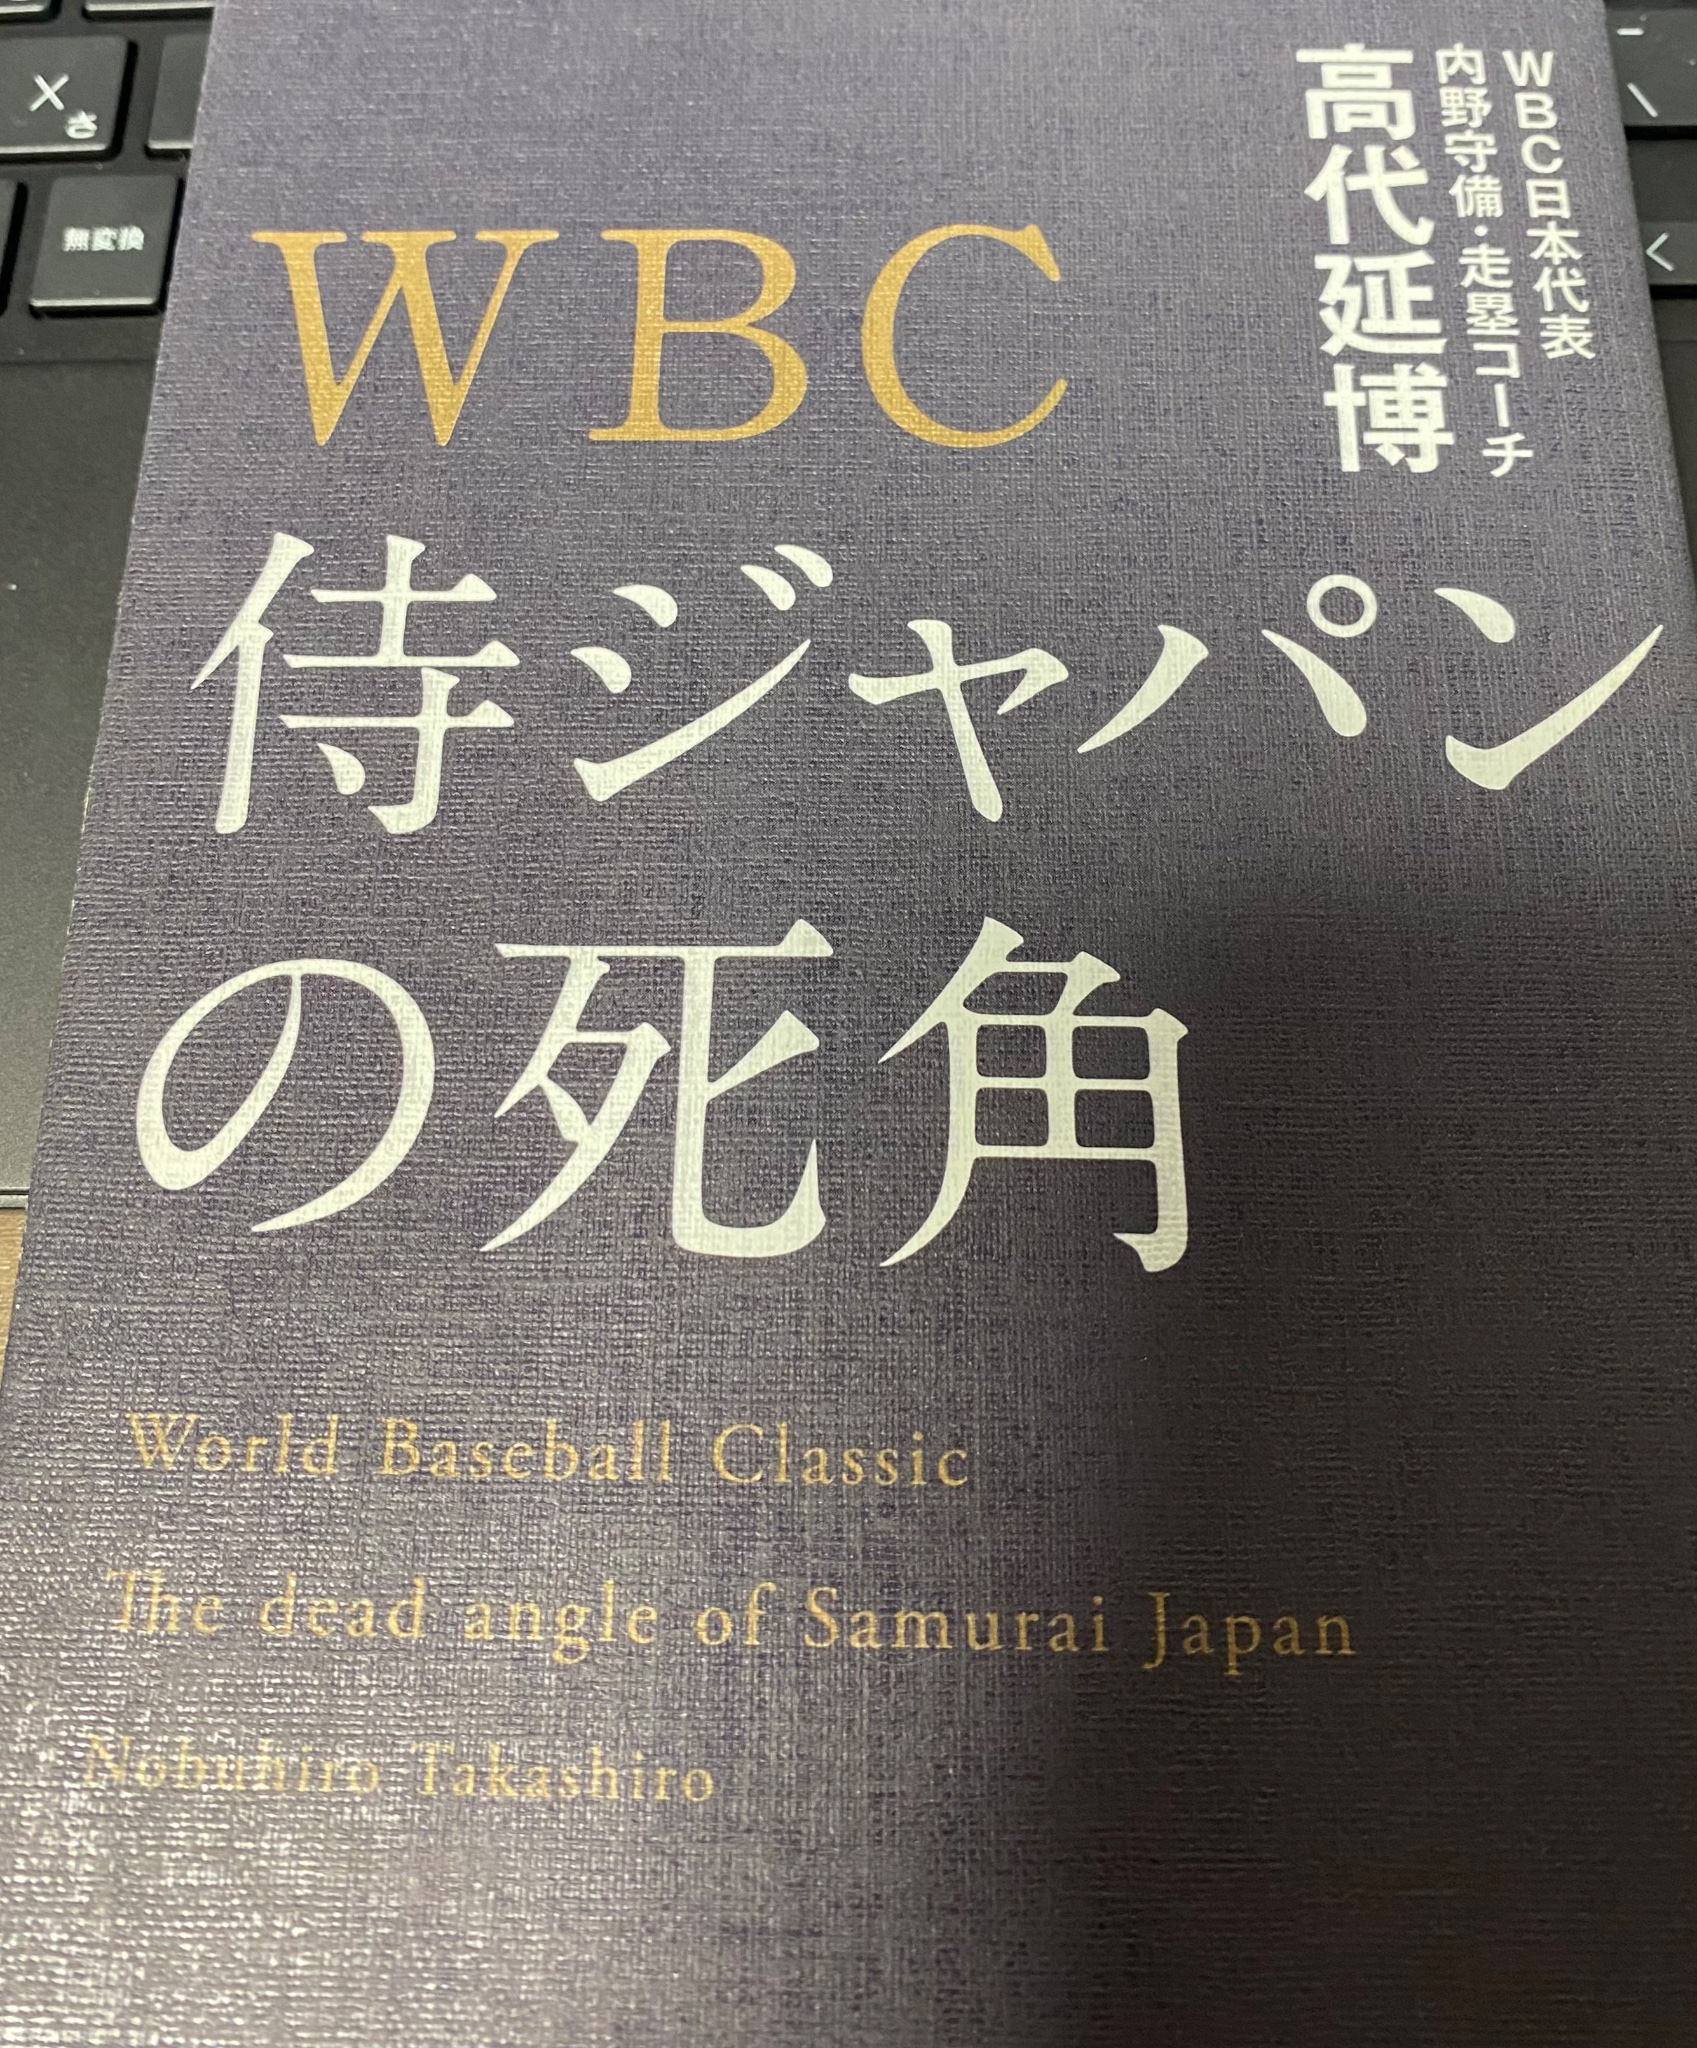 WBC日本代表
内野守備・走塁コーチ
高代延博
WBC
侍ジャパン
の死角
World Baseball Classic
The dead angle of Samurai Japan
Nobuhiro Takashiro
X
さ
無変換